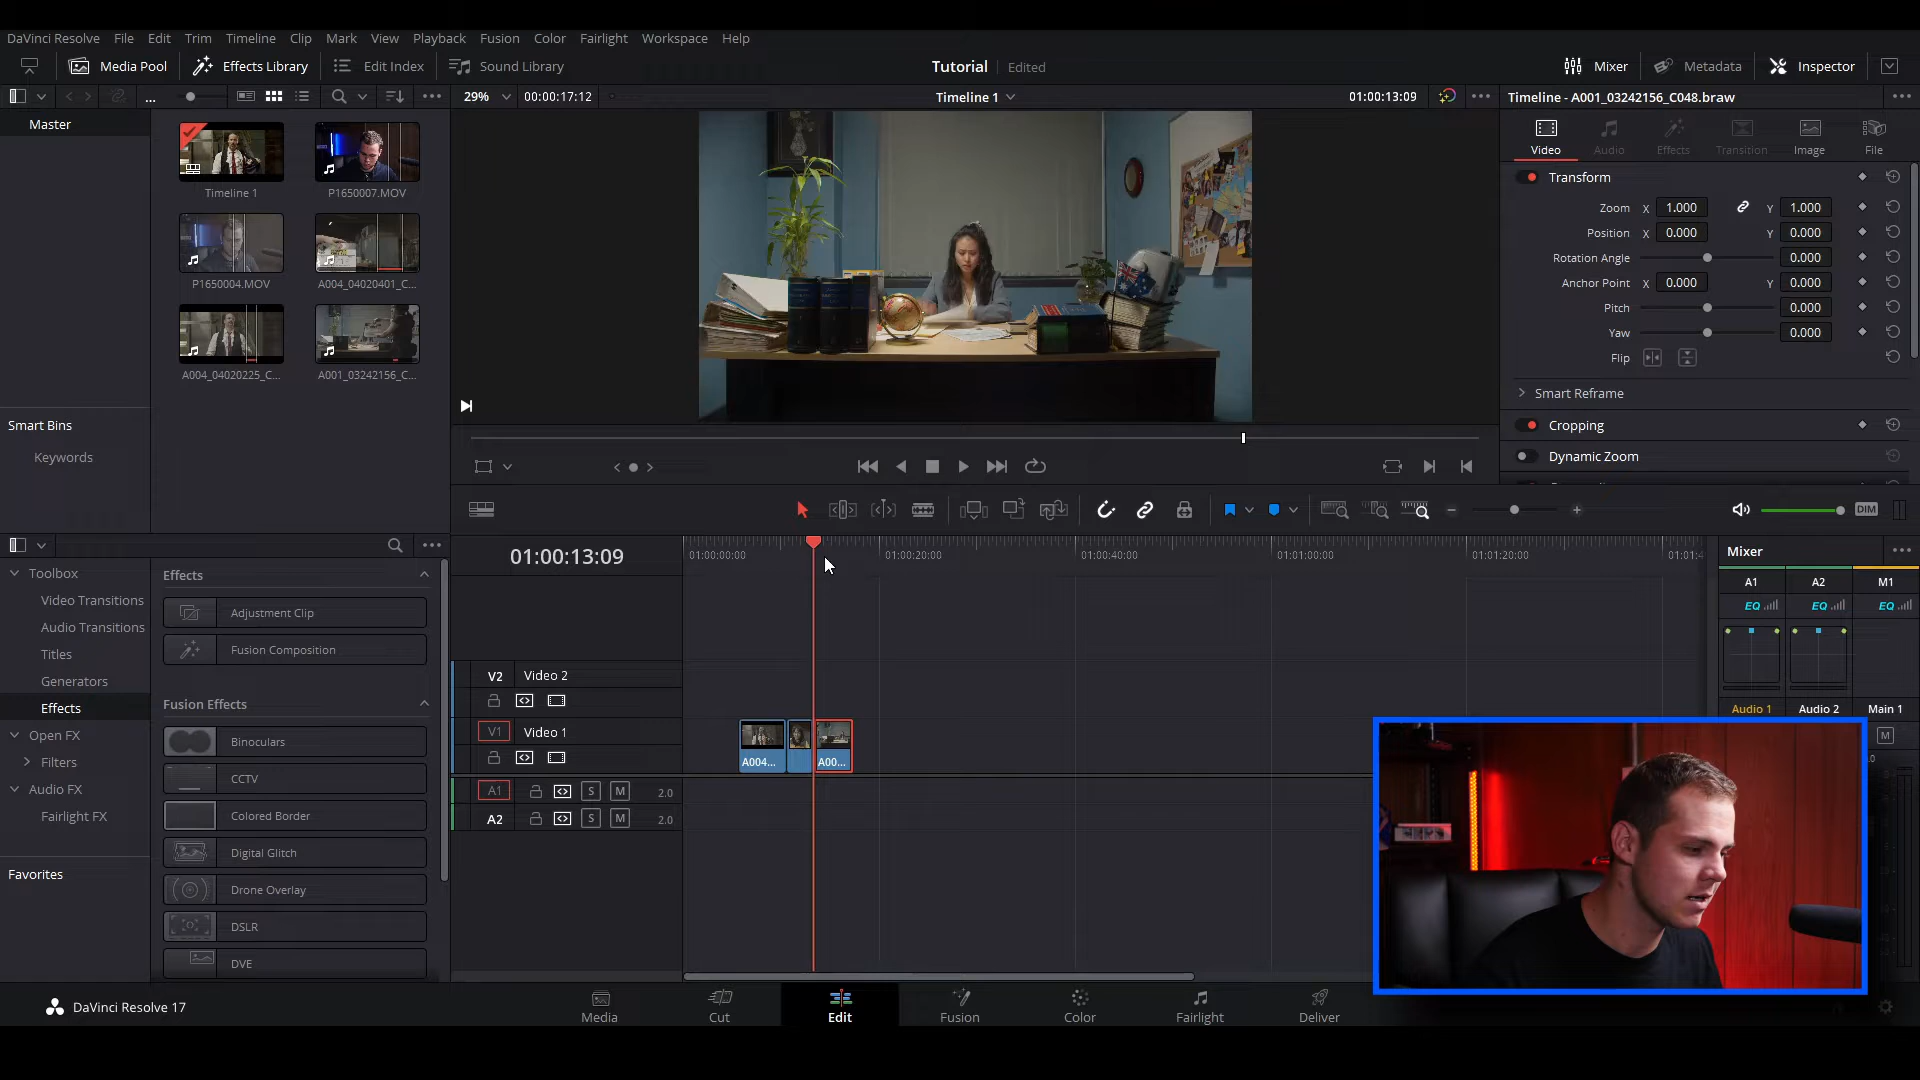 DaVinci Resolve File Edit Trim Timeline Clip Mark View Playback Fusion Color Fairlight Workspace Help
Media Pool Effects Library Edit Index Sound Library Tutorial Edited Mixer Metadata Inspector
... 29% 00:00:17:12 Timeline 1 01:00:13:09 Timeline - A001_03242156_C048.braw
Master
Timeline 1 P1650007.MOV
P1650004.MOV A004_04020401_C...
A004_04020225_C... A001_03242156_C...
Smart Bins
Keywords
Video Audio Effects Transition Image File
Transform
Zoom X 1.000 Y 1.000
Position X 0.000 Y 0.000
Rotation Angle 0.000
Anchor Point X 0.000 Y 0.000
Pitch 0.000
Yaw 0.000
Flip
Smart Reframe
Cropping
Dynamic Zoom
DIM
Toolbox
Video Transitions
Audio Transitions
Titles
Generators
Effects
Open FX
Filters
Audio FX
Fairlight FX
Favorites
Effects
Adjustment Clip
Fusion Composition
Fusion Effects
Binoculars
CCTV
Colored Border
Digital Glitch
Drone Overlay
DSLR
DVE
01:00:13:09 01:00:00:00 01:00:20:00 01:00:40:00 01:01:00:00 01:01:20:00 01:01:4
V2 Video 2
V1 Video 1
A004... A00...
A1 S M 2.0
A2 S M 2.0
Mixer
A1 A2 M1
EQ EQ EQ
Audio 1 Audio 2 Main 1
M
DaVinci Resolve 17 Media Cut Edit Fusion Color Fairlight Deliver